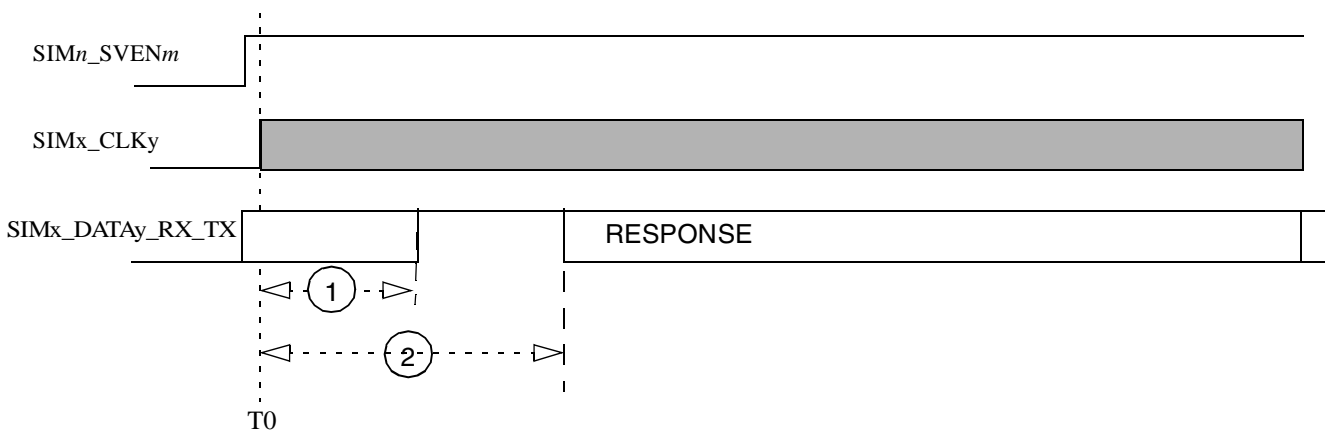 SIMn_SVENm
SIMx_CLKy
SIMx_DATAy_RX_TX
RESPONSE
1
2
T0